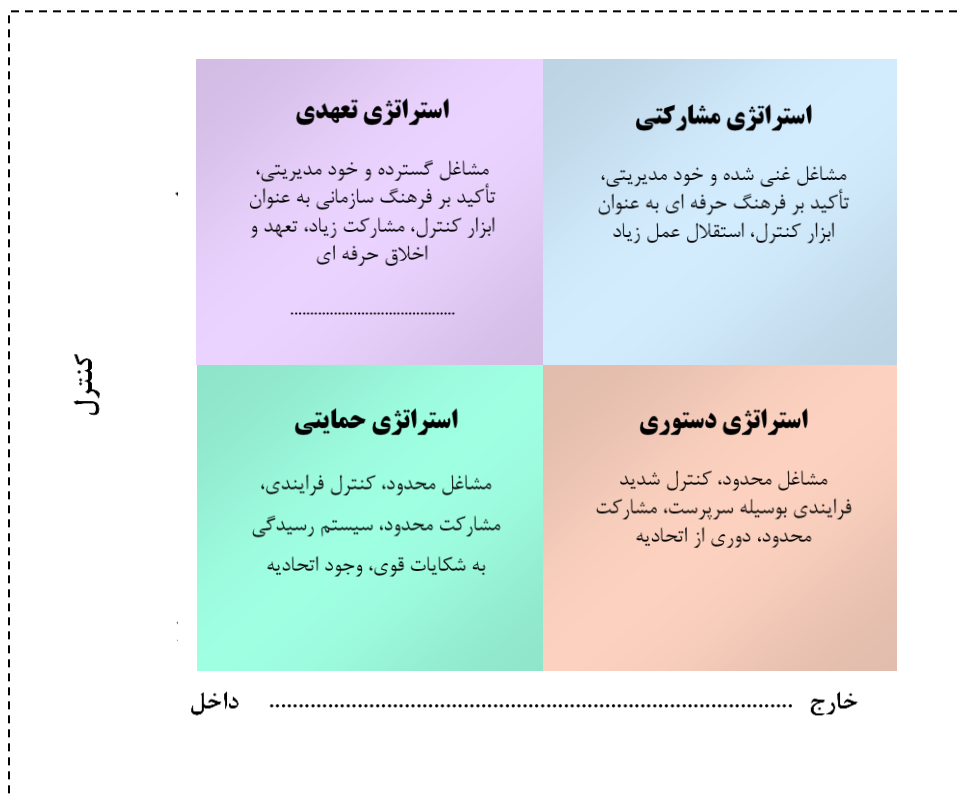 استراتژی مشارکتی
مشاغل غنی شده و خود مدیریتی،
تأکید بر فرهنگ حرفه ای به عنوان
ابزار کنترل، استقلال عمل زیاد
استراتژی تعهدی
مشاغل گسترده و خود مدیریتی،
تأکید بر فرهنگ سازمانی به عنوان
ابزار کنترل، مشارکت زیاد، تعهد و
اخلاق حرفه ای
استراتژی دستوری
مشاغل محدود، کنترل شدید
فرایندی بوسیله سرپرست، مشارکت
محدود، دوری از اتحادیه
استراتژی حمایتی
مشاغل محدود، کنترل فرایندی،
مشارکت محدود، سیستم رسیدگی
به شکایات قوی، وجود اتحادیه
کنترل
خارج ........................................................................................ داخل